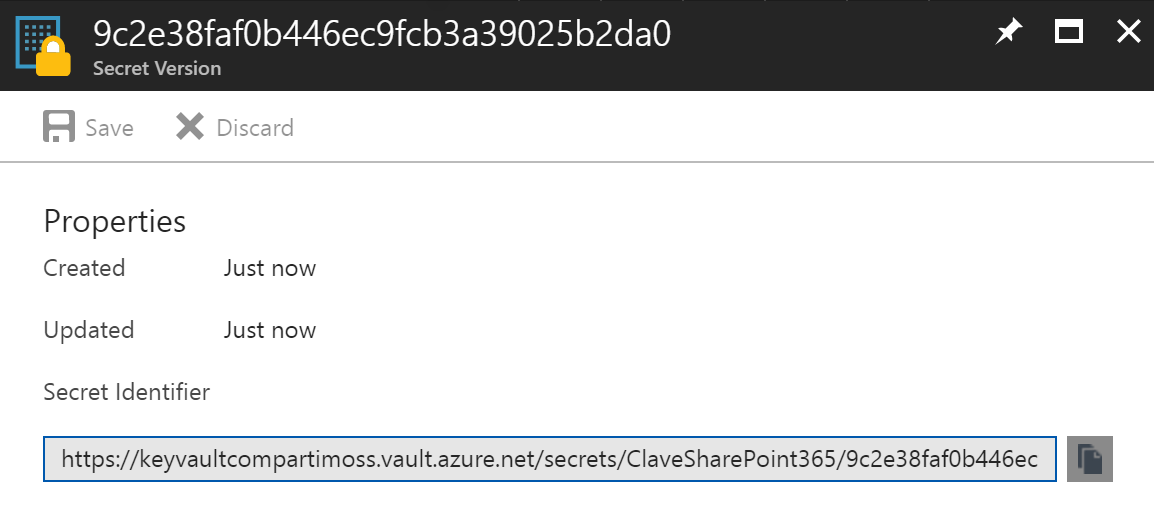 9c2e38faf0b446ec9fcb3a39025b2da0
Secret Version
Save Discard
Properties
Created Just now
Updated Just now
Secret Identifier
https://keyvaultcompartimoss.vault.azure.net/secrets/ClaveSharePoint365/9c2e38faf0b446ec